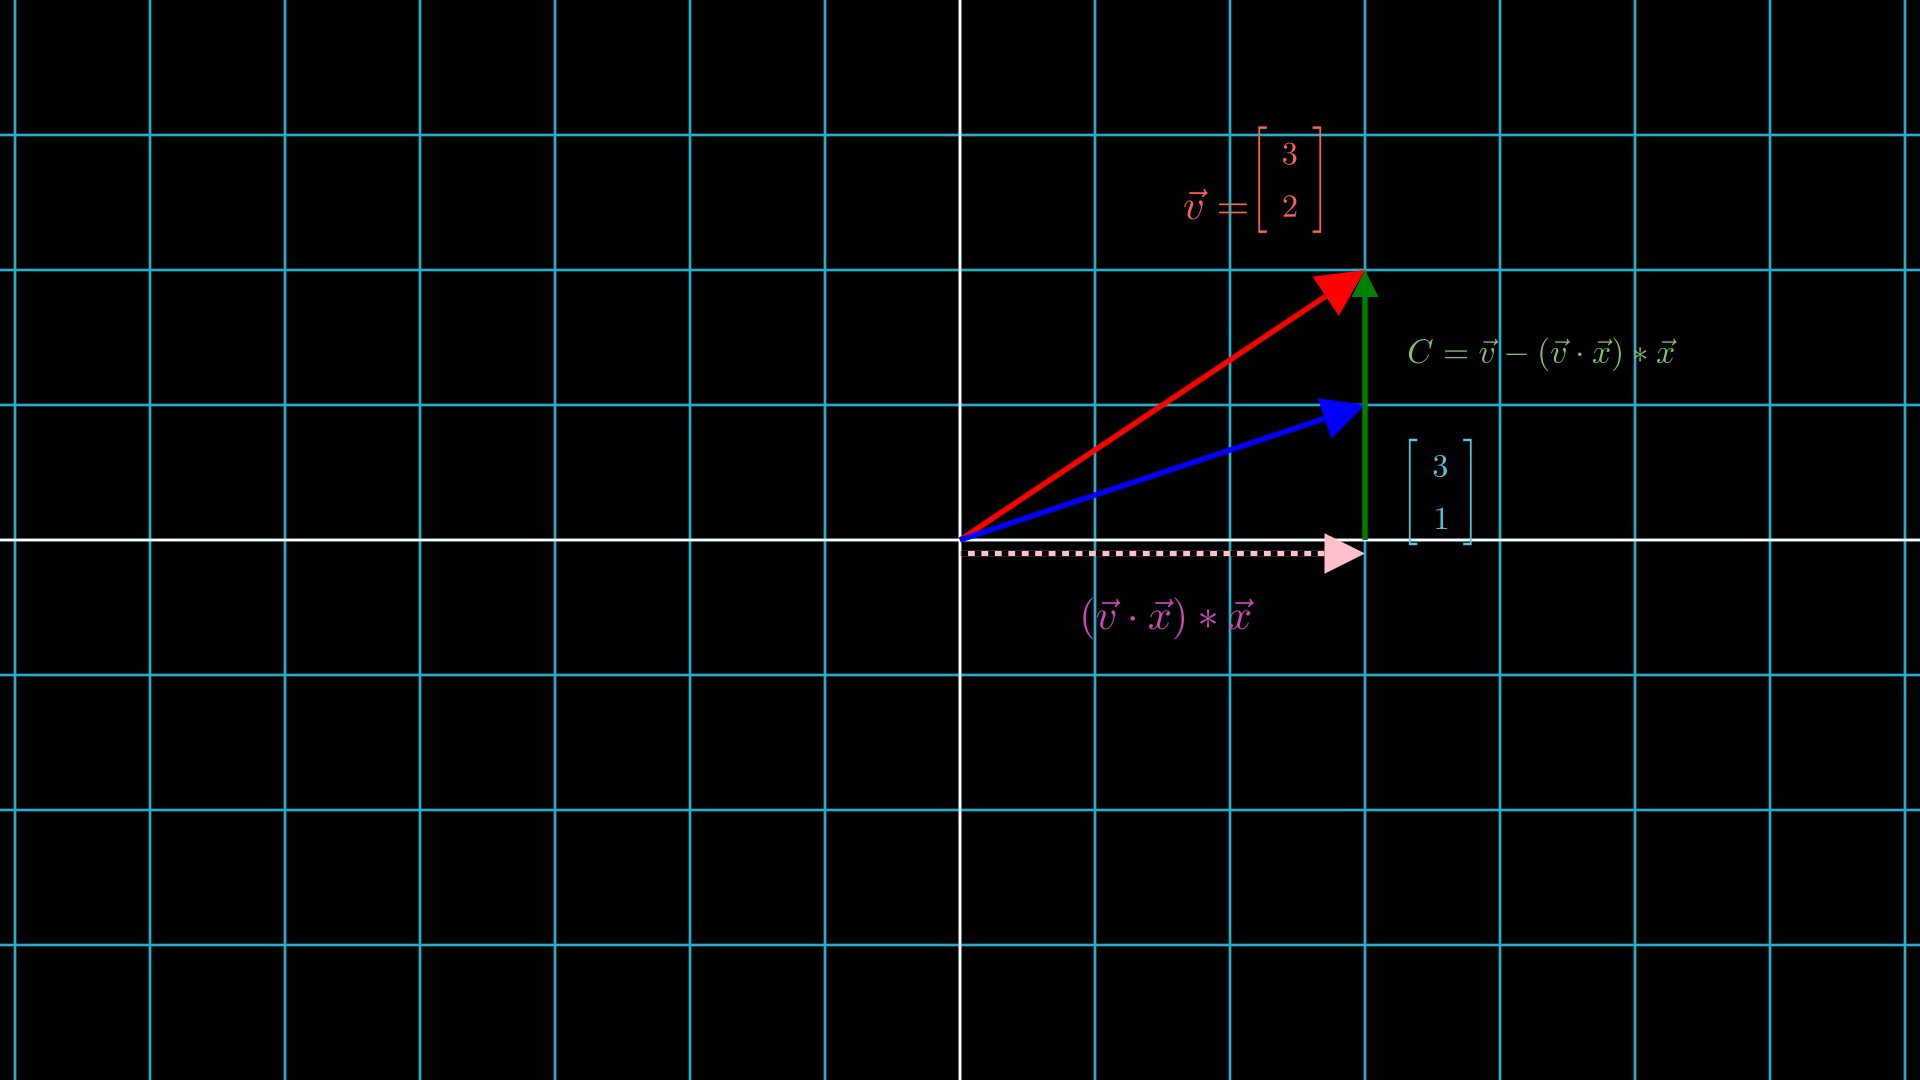 $\vec{v} = \begin{bmatrix} 3 \\ 2 \end{bmatrix}$
$C = \vec{v} - (\vec{v} \cdot \vec{x}) * \vec{x}$
$\begin{bmatrix} 3 \\ 1 \end{bmatrix}$
$(\vec{v} \cdot \vec{x}) * \vec{x}$